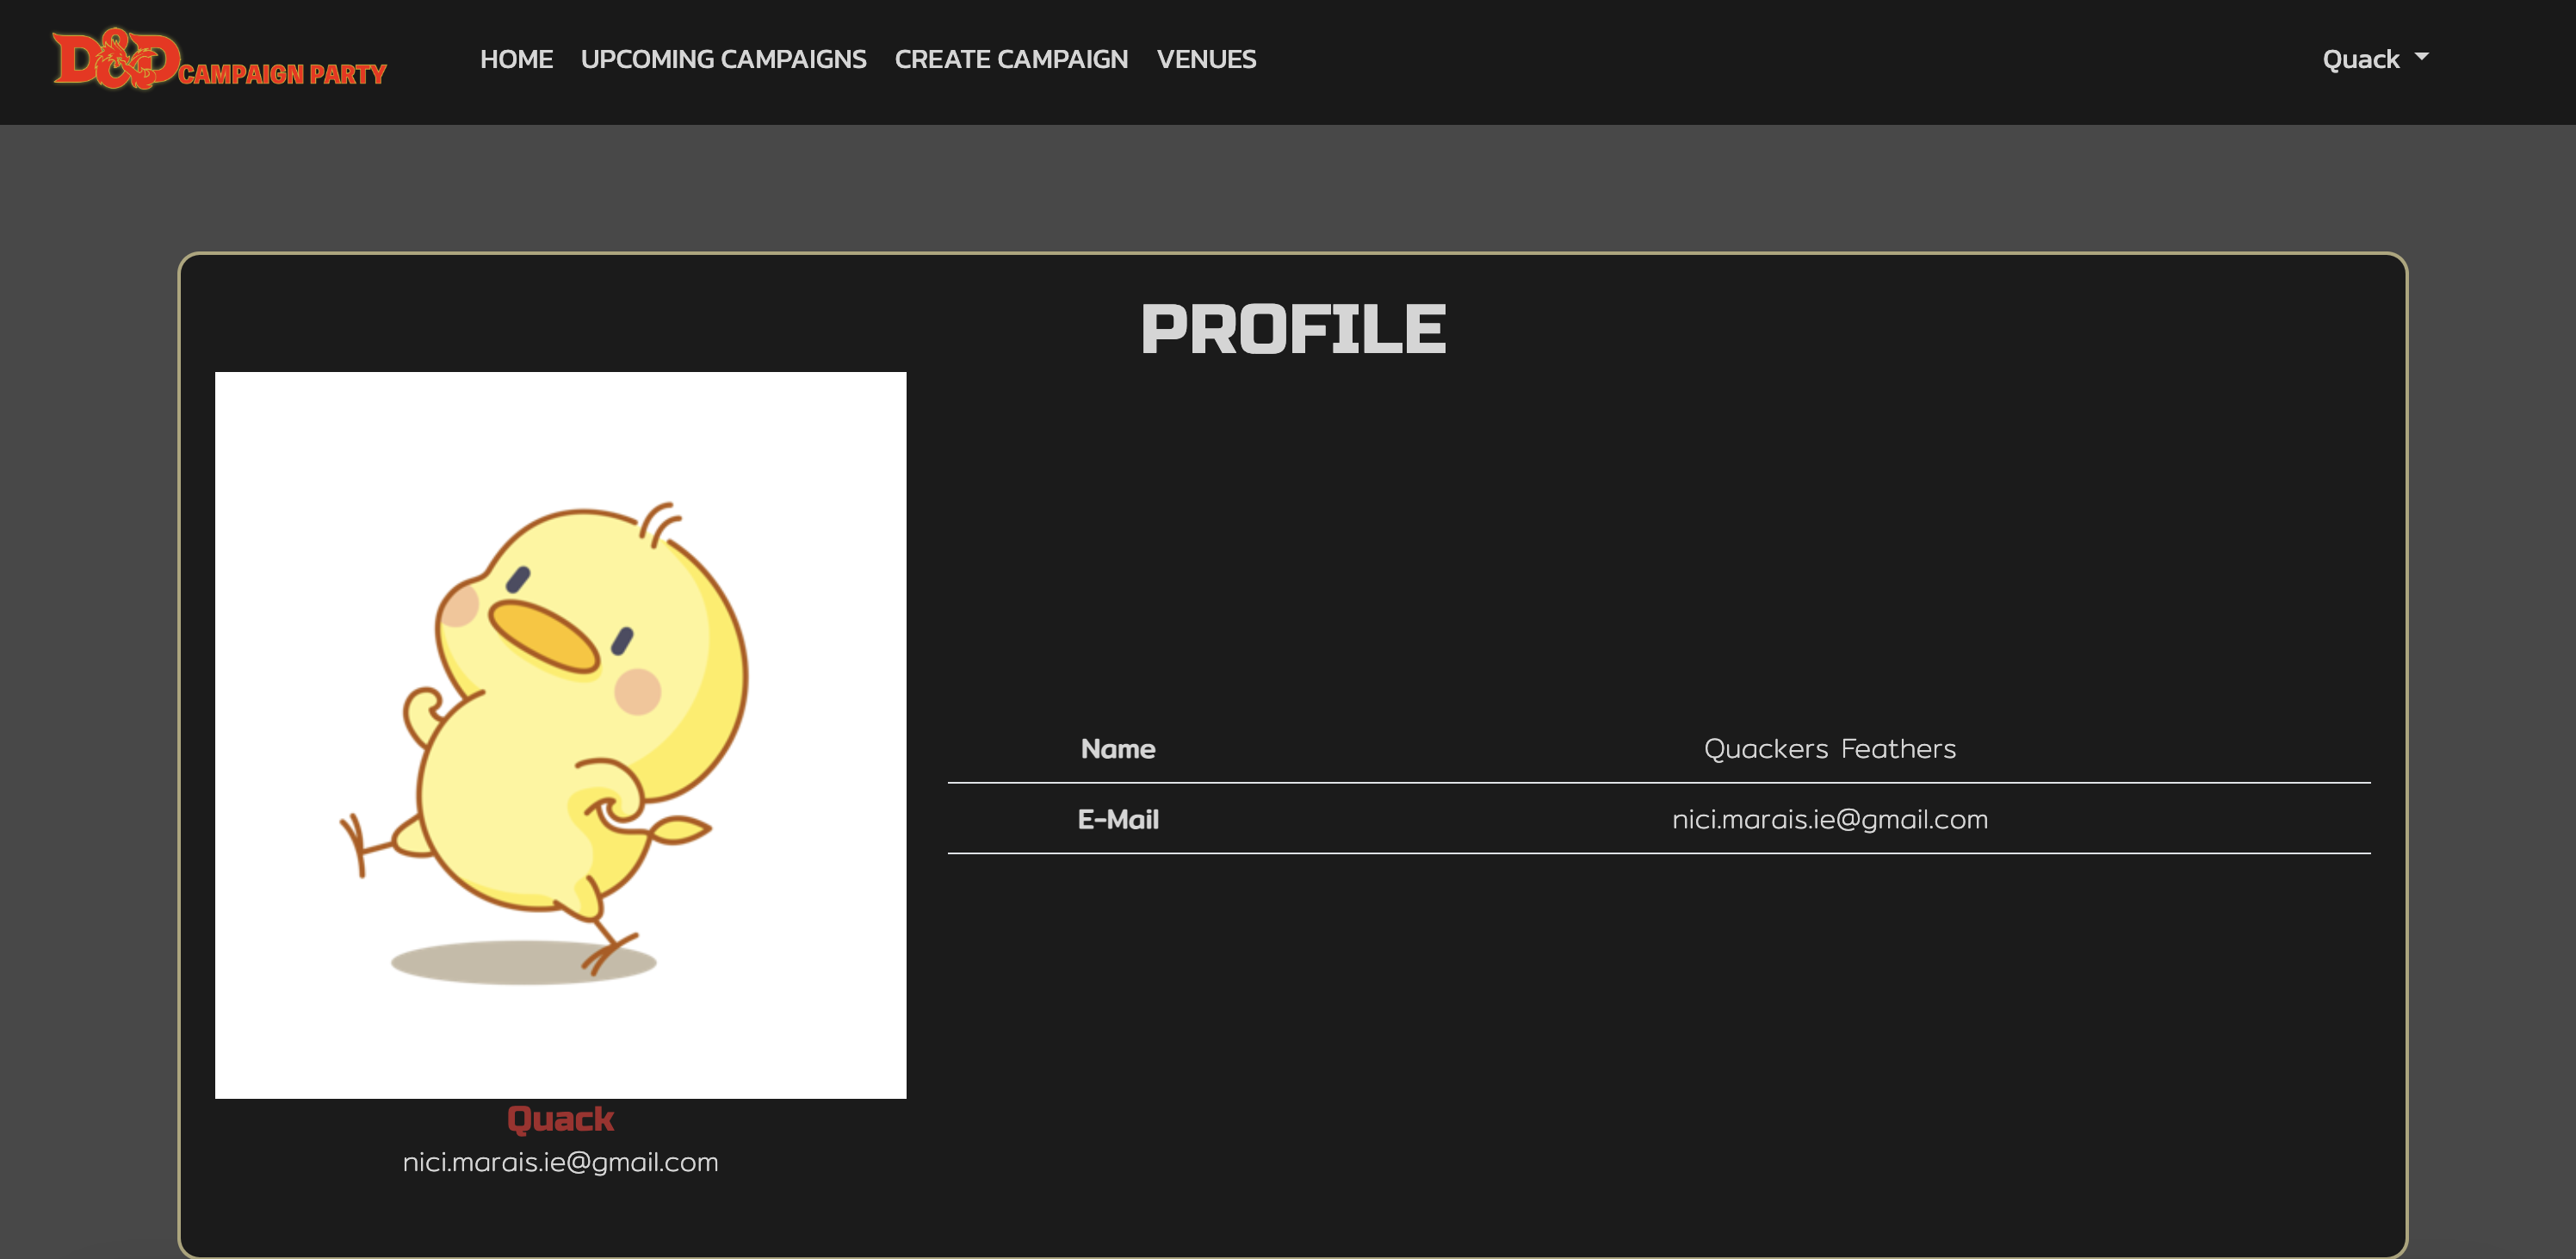 D&D CAMPAIGN PARTY HOME UPCOMING CAMPAIGNS CREATE CAMPAIGN VENUES Quack
PROFILE
Name Quackers Feathers
E-Mail nici.marais.ie@gmail.com
Quack
nici.marais.ie@gmail.com